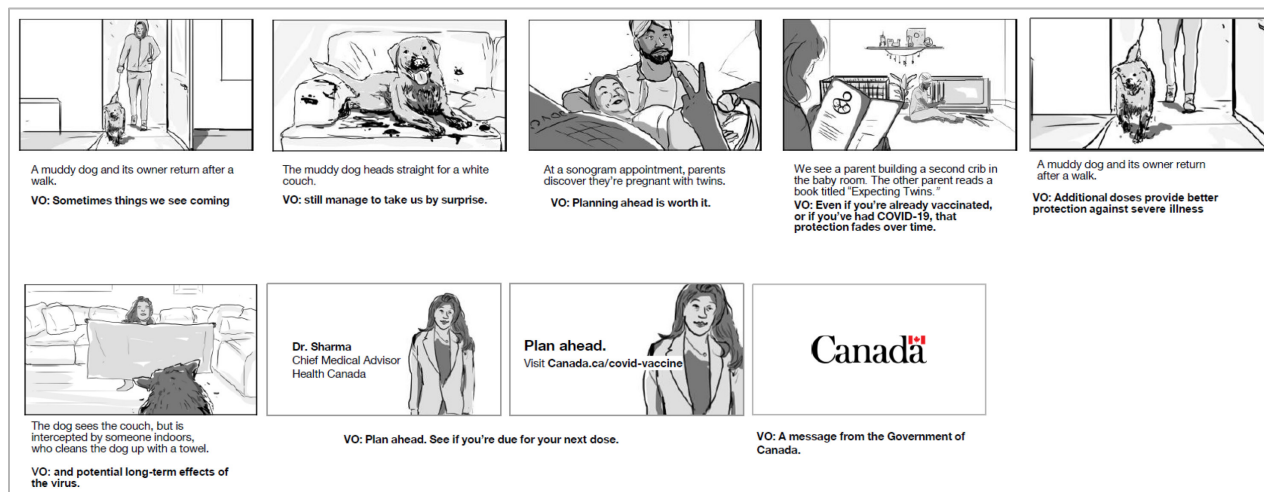 A muddy dog and its owner return after a
walk.
VO: Sometimes things we see coming
The muddy dog heads straight for a white
couch.
VO: still manage to take us by surprise.
At a sonogram appointment, parents
discover they're pregnant with twins.
VO: Planning ahead is worth it.
We see a parent building a second crib in
the baby room. The other parent reads a
book titled "Expecting Twins."
VO: Even if you're already vaccinated,
or if you've had COVID-19, that
protection fades over time.
A muddy dog and its owner return
after a walk.
VO: Additional doses provide better
protection against severe illness
The dog sees the couch, but is
intercepted by someone indoors,
who cleans the dog up with a towel.
VO: and potential long-term effects of
the virus.
Dr. Sharma
Chief Medical Advisor
Health Canada
Plan ahead.
Visit Canada.ca/covid-vaccine
VO: Plan ahead. See if you're due for your next dose.
Canada
VO: A message from the Government of
Canada.